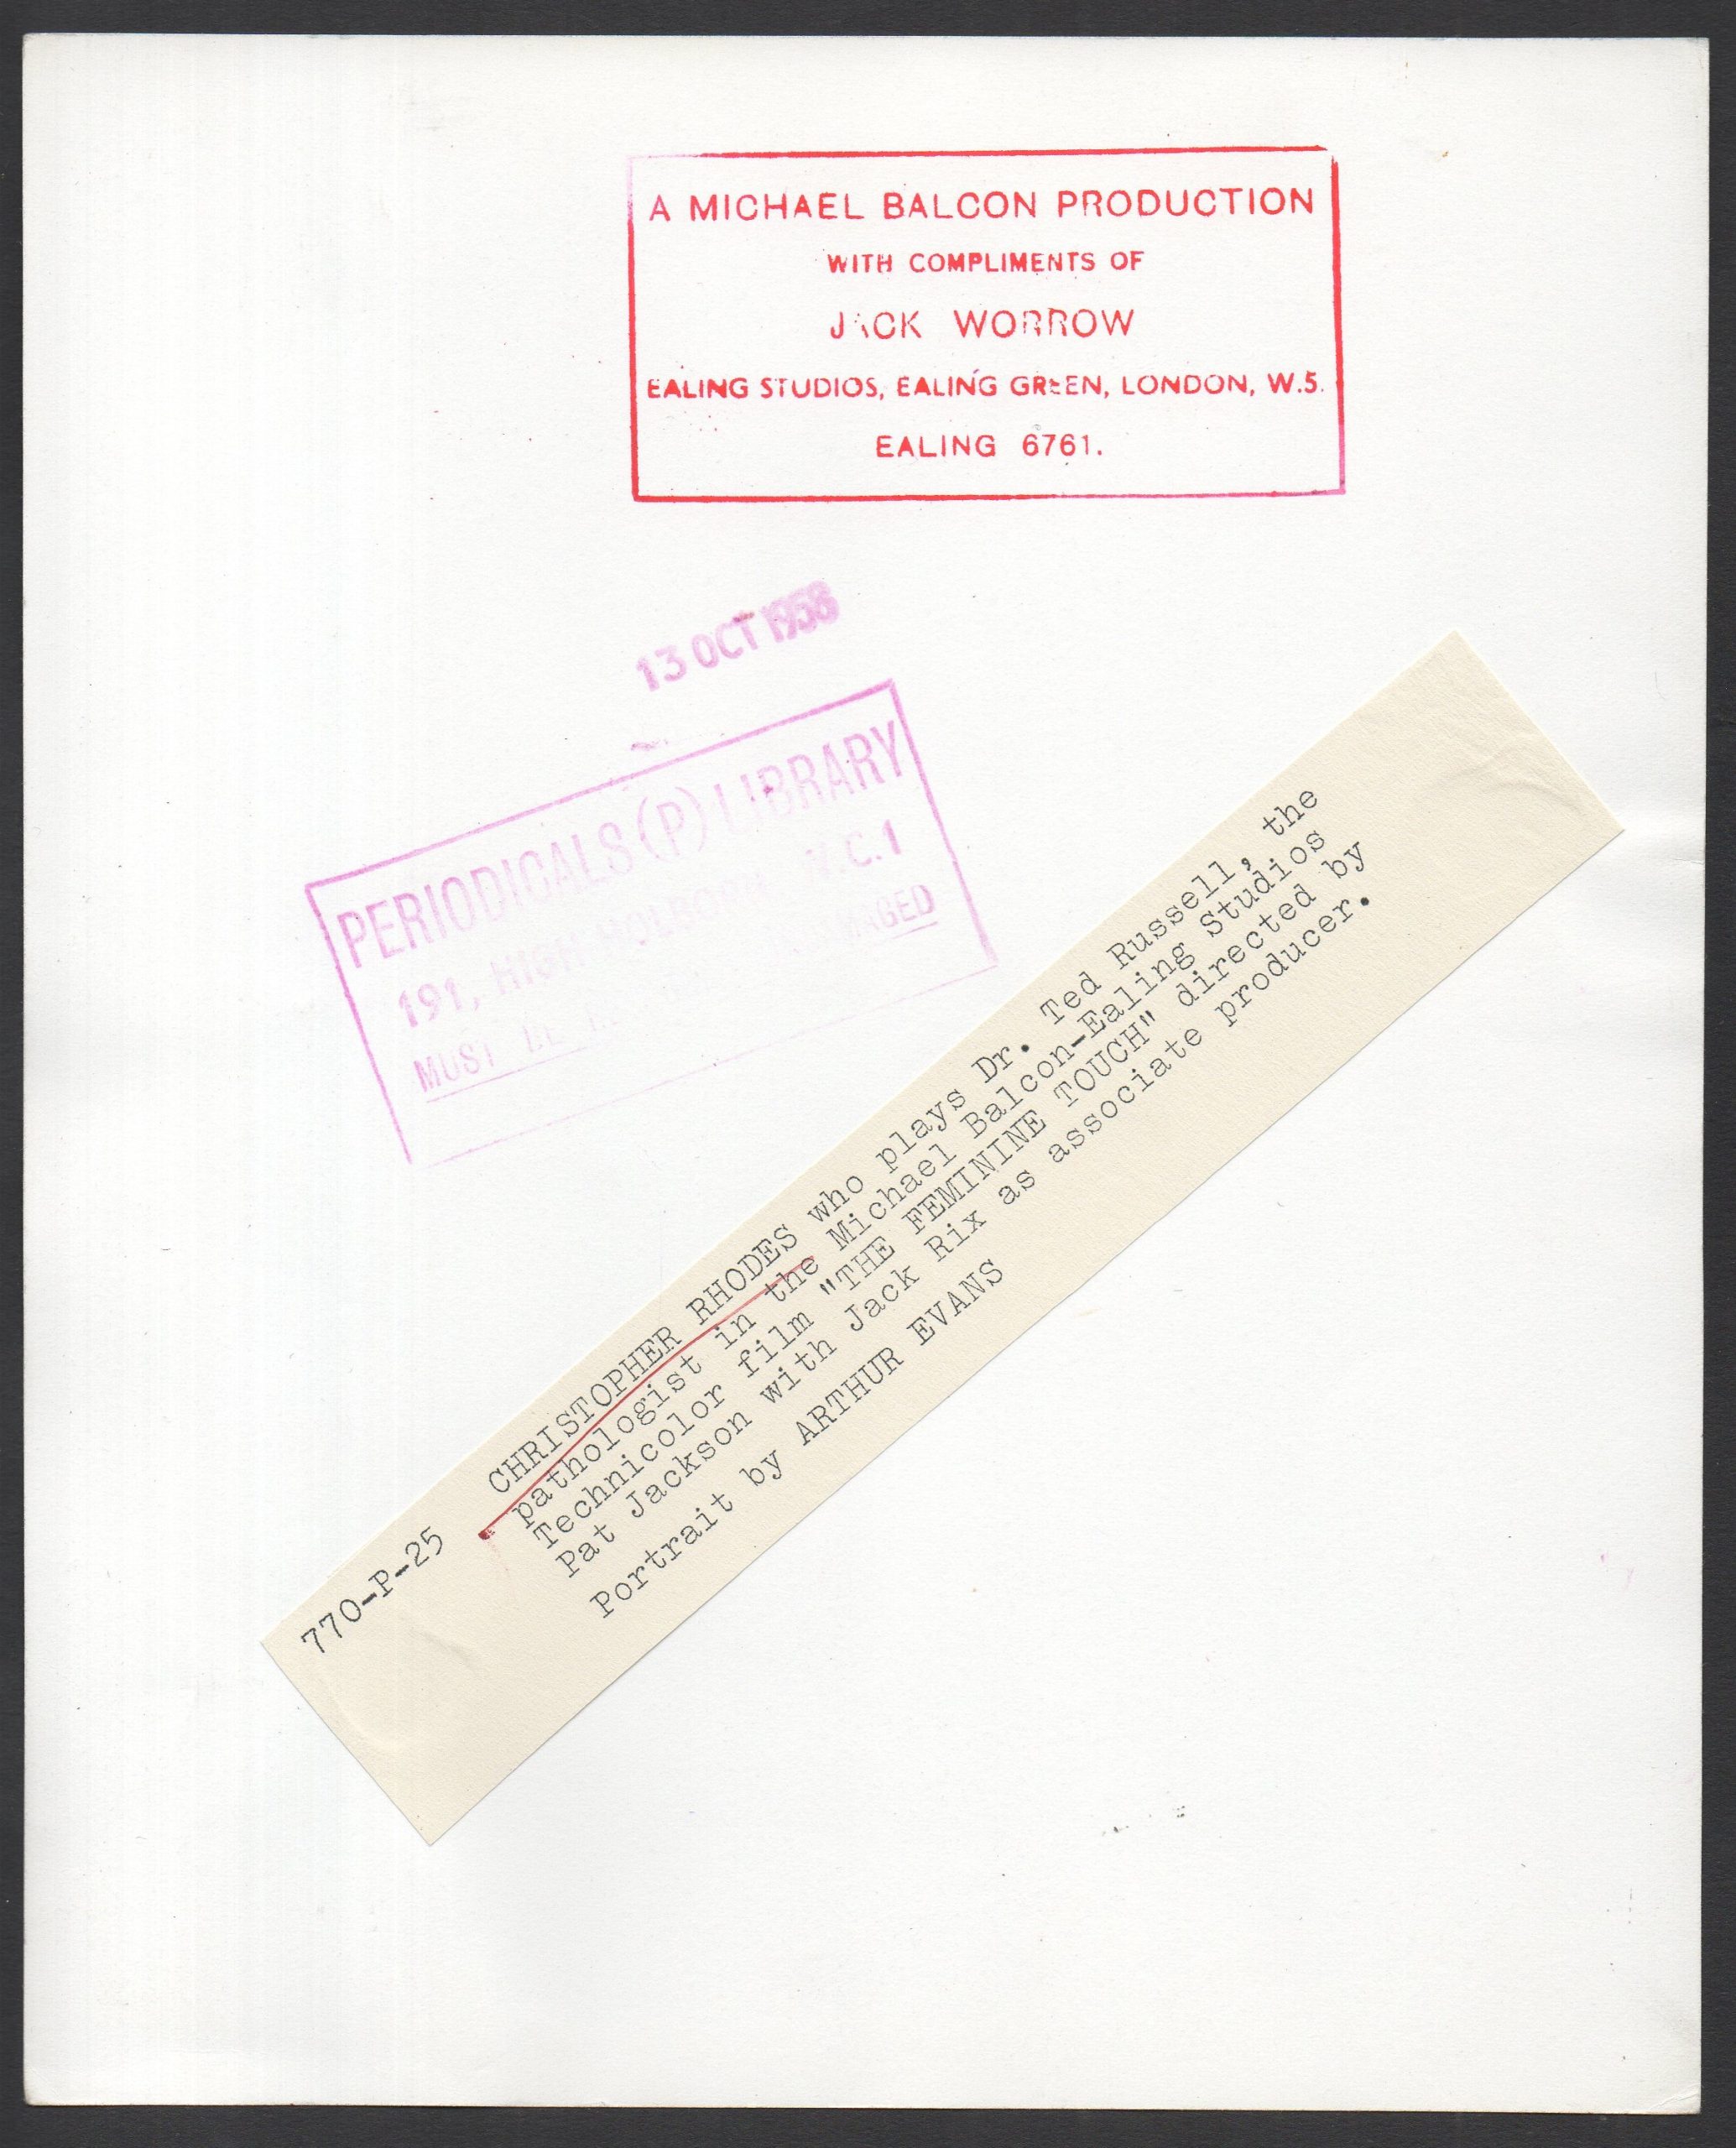 A MICHAEL BALCON PRODUCTION
WITH COMPLIMENTS OF
JACK WORROW
EALING STUDIOS, EALING GREEN, LONDON, W.5.
EALING 6761.
13 OCT 1958
PERIODICALS (P) LIBRARY
191, HIGH HOLBORN W.C.1
MUST BE
770-P-25
CHRISTOPHER RHODES who plays Dr. Ted Russell, the
pathologist in the Michael Balcon-Ealing Studios
Technicolor film "THE FEMININE TOUCH" directed by
Pat Jackson with Jack Rix as associate producer.
Portrait by ARTHUR EVANS